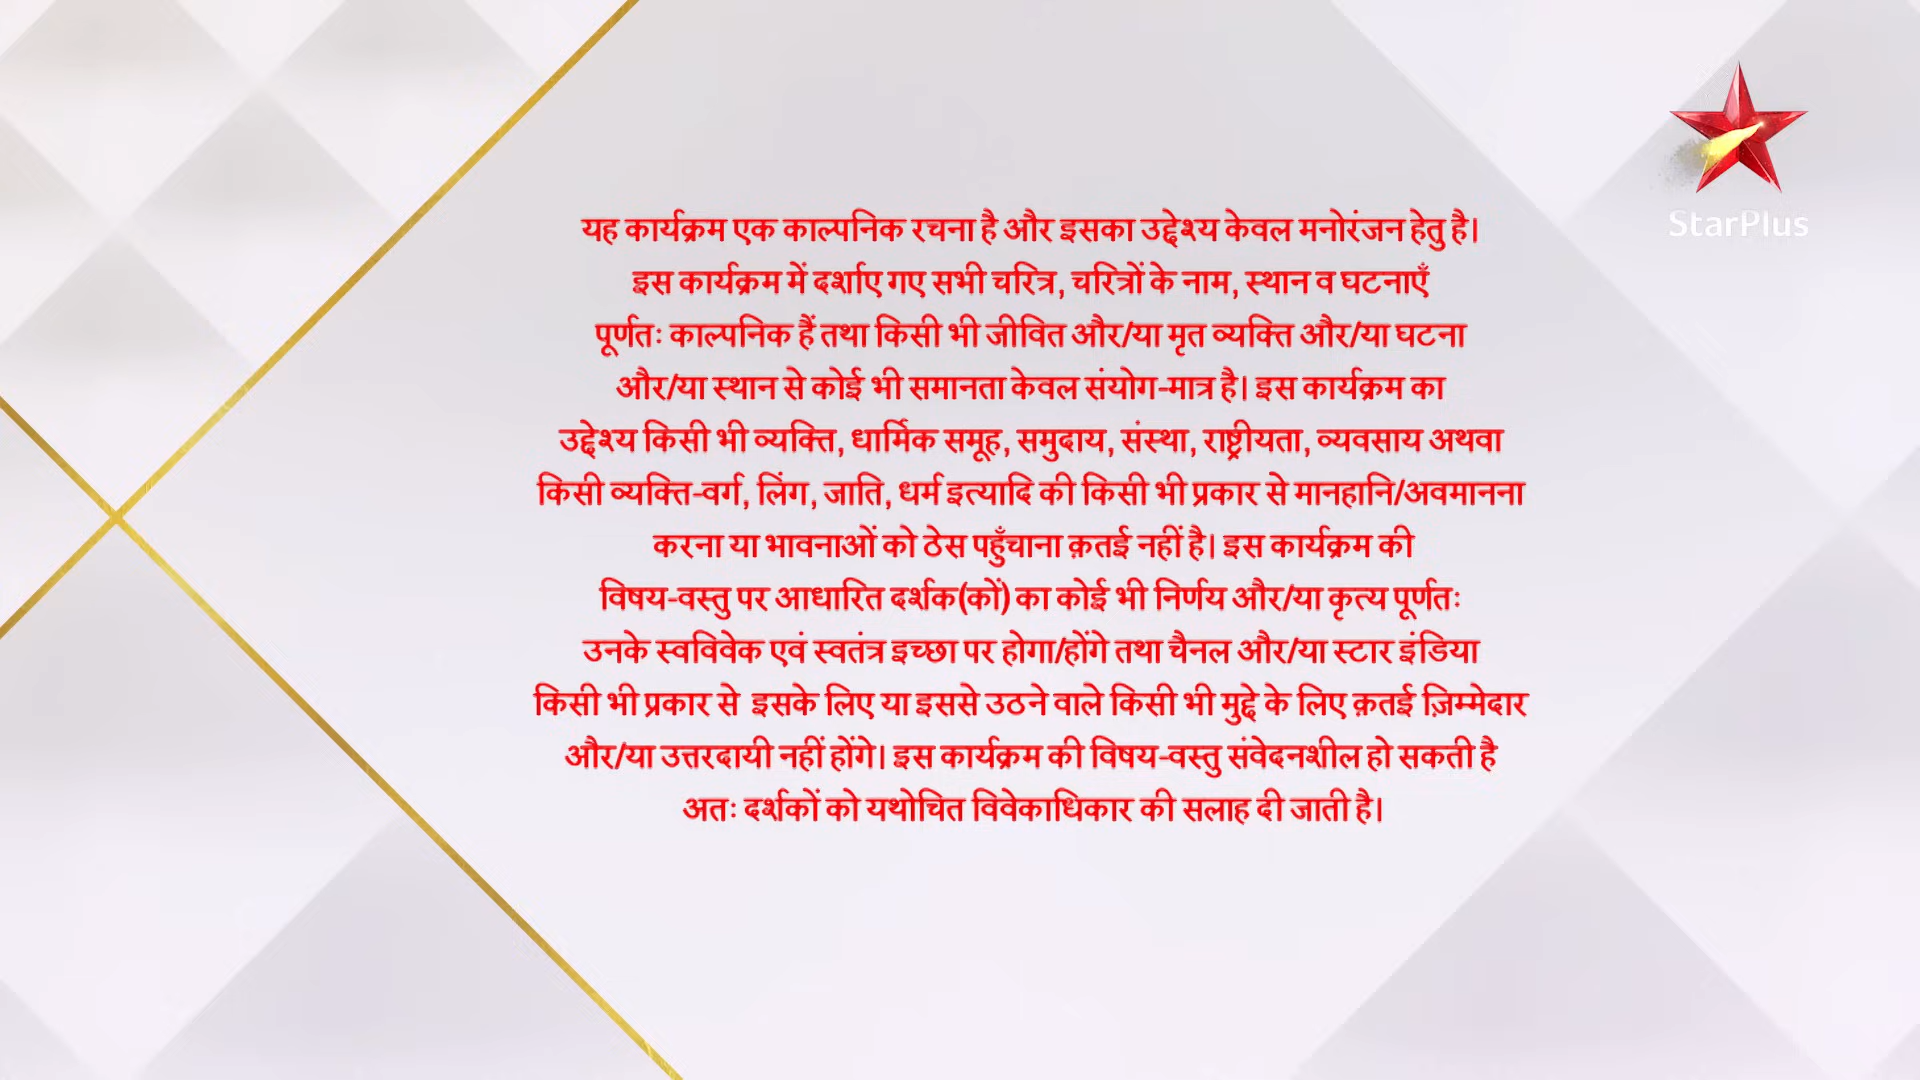 StarPlus
यह कार्यक्रम एक काल्पनिक रचना है और इसका उद्देश्य केवल मनोरंजन हेतु है।
इस कार्यक्रम में दर्शाए गए सभी चरित्र, चरित्रों के नाम, स्थान व घटनाएँ
पूर्णतः काल्पनिक हैं तथा किसी भी जीवित और/या मृत व्यक्ति और/या घटना
और/या स्थान से कोई भी समानता केवल संयोग-मात्र है। इस कार्यक्रम का
उद्देश्य किसी भी व्यक्ति, धार्मिक समूह, समुदाय, संस्था, राष्ट्रीयता, व्यवसाय अथवा
किसी व्यक्ति-वर्ग, लिंग, जाति, धर्म इत्यादि की किसी भी प्रकार से मानहानि/अवमानना
करना या भावनाओं को ठेस पहुँचाना क़तई नहीं है। इस कार्यक्रम की
विषय-वस्तु पर आधारित दर्शक(कों) का कोई भी निर्णय और/या कृत्य पूर्णतः
उनके स्वविवेक एवं स्वतंत्र इच्छा पर होगा/होंगे तथा चैनल और/या स्टार इंडिया
किसी भी प्रकार से इसके लिए या इससे उठने वाले किसी भी मुद्दे के लिए क़तई ज़िम्मेदार
और/या उत्तरदायी नहीं होंगे। इस कार्यक्रम की विषय-वस्तु संवेदनशील हो सकती है
अतः दर्शकों को यथोचित विवेकाधिकार की सलाह दी जाती है।